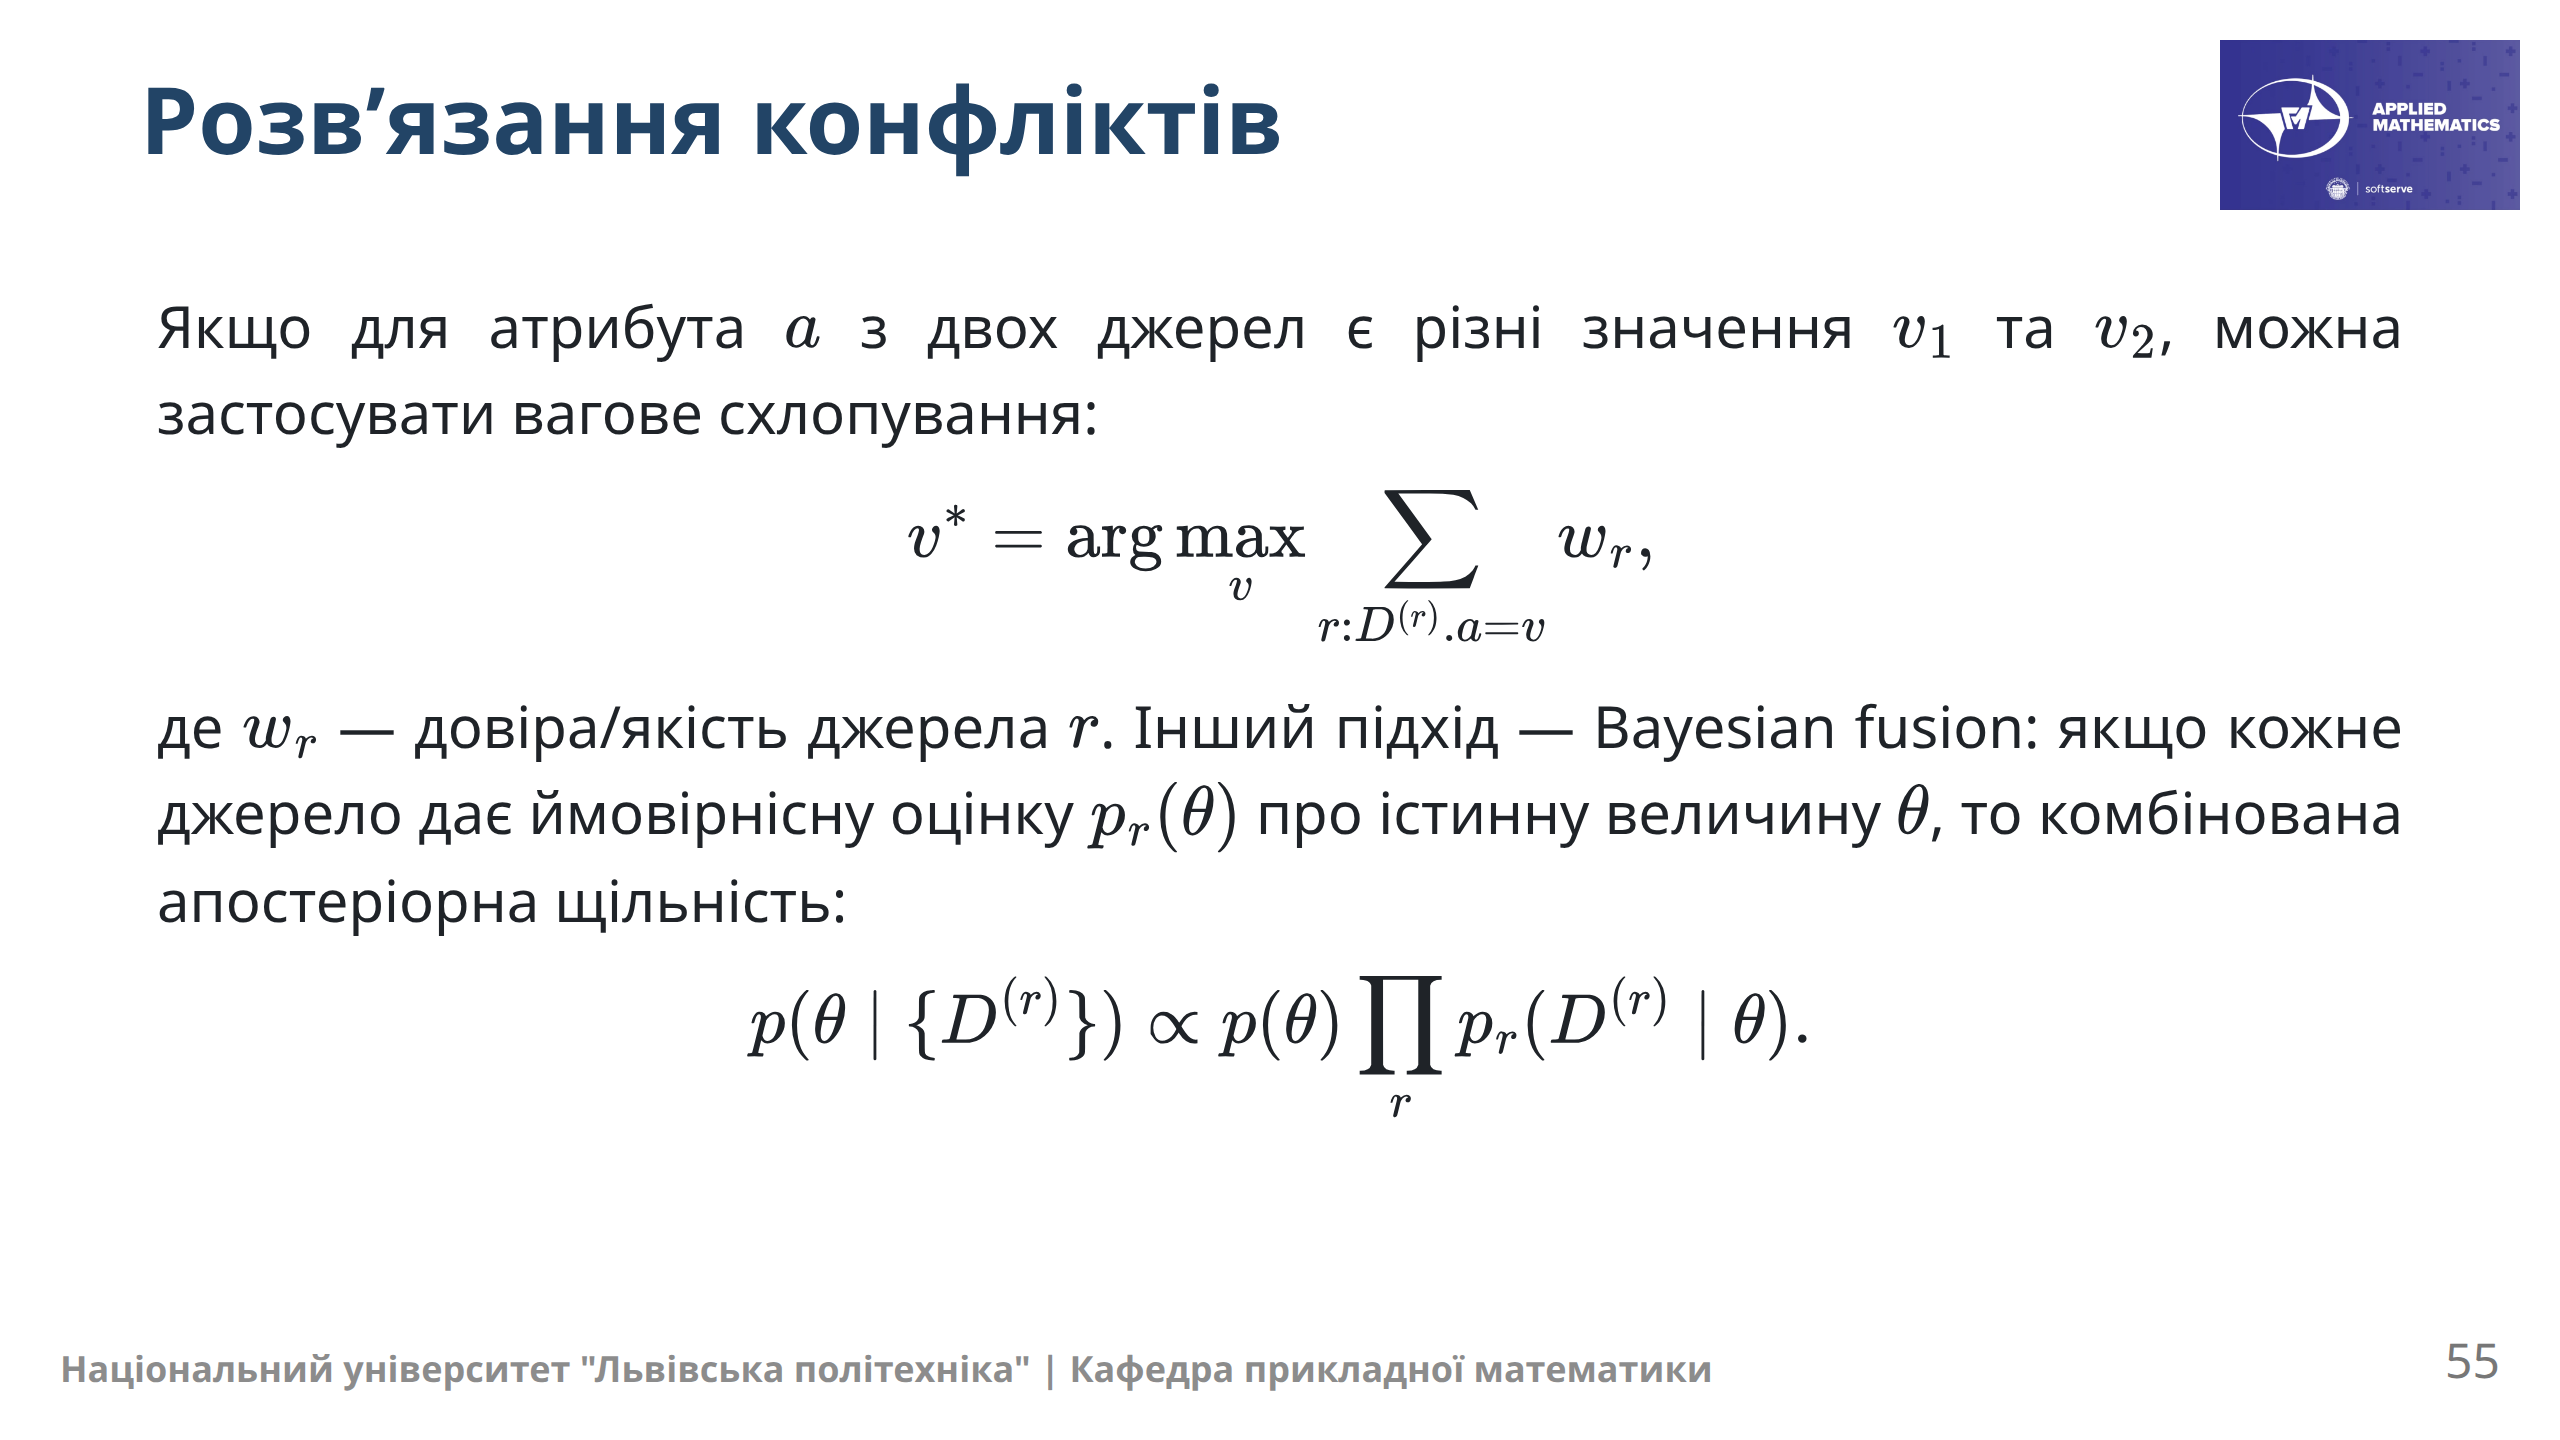 Розв’язання конфліктів
APPLIED
MATHEMATICS
softserve
Якщо для атрибута a з двох джерел є різні значення v₁ та v₂, можна
застосувати вагове схлопування:
v* = arg max_v ∑_{r:D^(r).a=v} w_r,
де w_r — довіра/якість джерела r. Інший підхід — Bayesian fusion: якщо кожне
джерело дає ймовірнісну оцінку p_r(θ) про істинну величину θ, то комбінована
апостеріорна щільність:
p(θ | {D^(r)}) ∝ p(θ) ∏_r p_r(D^(r) | θ).
Національний університет "Львівська політехніка" | Кафедра прикладної математики
55